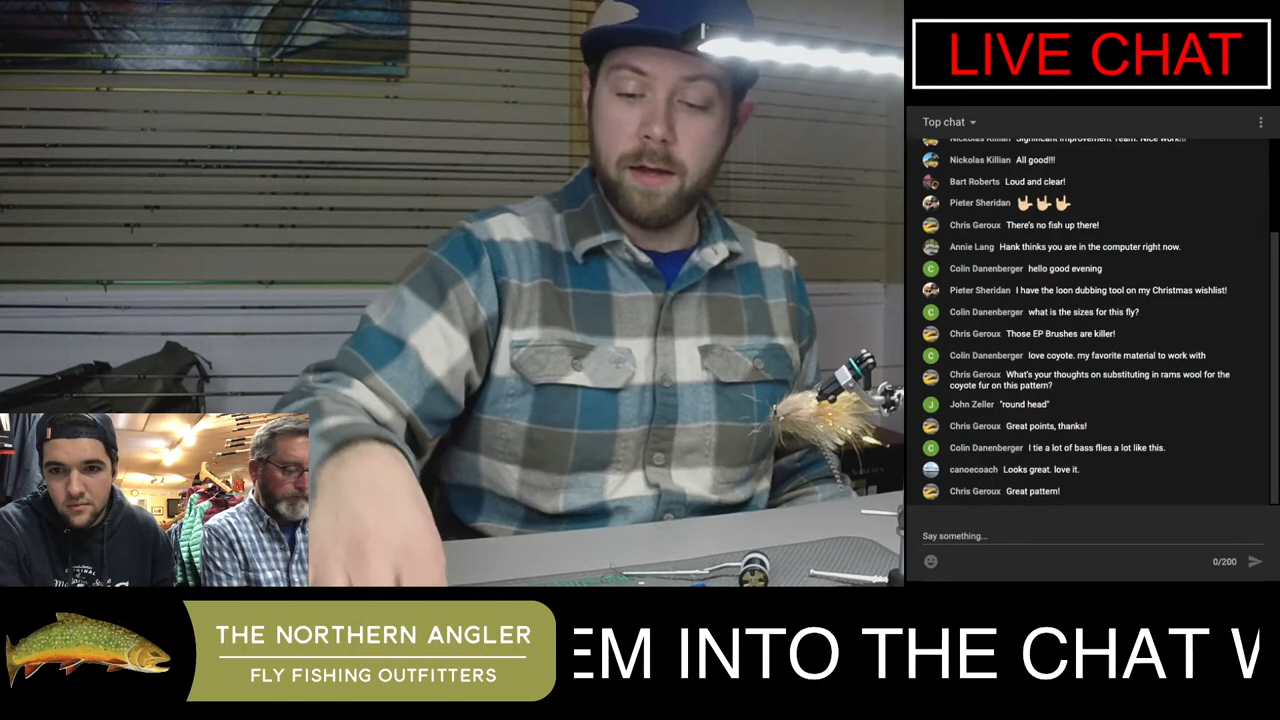 LIVE CHAT
Top chat
Nickolas Killian Significant improvement Team. Nice work!!!
Nickolas Killian All good!!!
Bart Roberts Loud and clear!
Pieter Sheridan 🤟🏼🤟🏼🤟🏼
Chris Geroux There's no fish up there!
Annie Lang Hank thinks you are in the computer right now.
C Colin Danenberger hello good evening
Pieter Sheridan I have the loon dubbing tool on my Christmas wishlist!
C Colin Danenberger what is the sizes for this fly?
Chris Geroux Those EP Brushes are killer!
C Colin Danenberger love coyote. my favorite material to work with
Chris Geroux What's your thoughts on substituting in rams wool for the
coyote fur on this pattern?
J John Zeller "round head"
Chris Geroux Great points, thanks!
C Colin Danenberger I tie a lot of bass flies a lot like this.
canoecoach Looks great. love it.
Chris Geroux Great pattern!
Say something...
0/200
THE NORTHERN ANGLER
FLY FISHING OUTFITTERS
EM INTO THE CHAT W